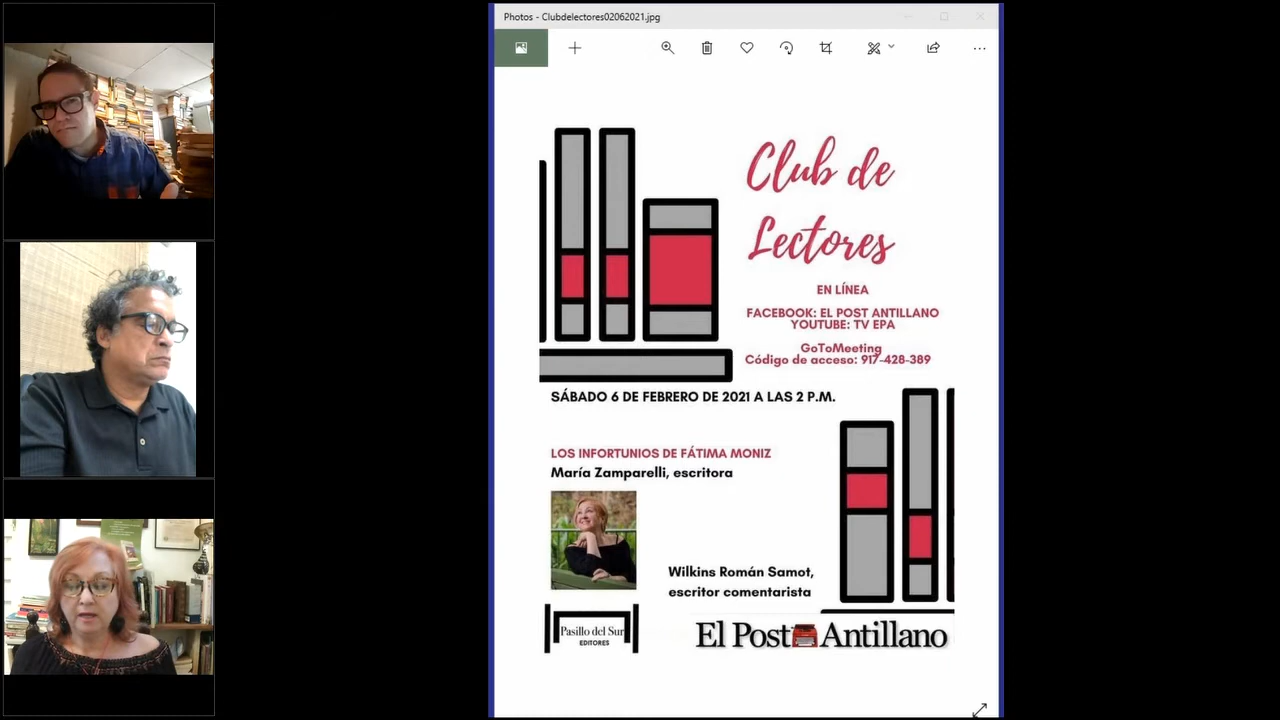 Photos - Clubdelectores02062021.jpg
Club de
Lectores
EN LÍNEA
FACEBOOK: EL POST ANTILLANO
YOUTUBE: TV EPA
GoToMeeting
Código de acceso: 917-428-389
SÁBADO 6 DE FEBRERO DE 2021 A LAS 2 P.M.
LOS INFORTUNIOS DE FÁTIMA MONIZ
María Zamparelli, escritora
Wilkins Román Samot,
escritor comentarista
Pasillo del Sur
EDITORES
El Post Antillano